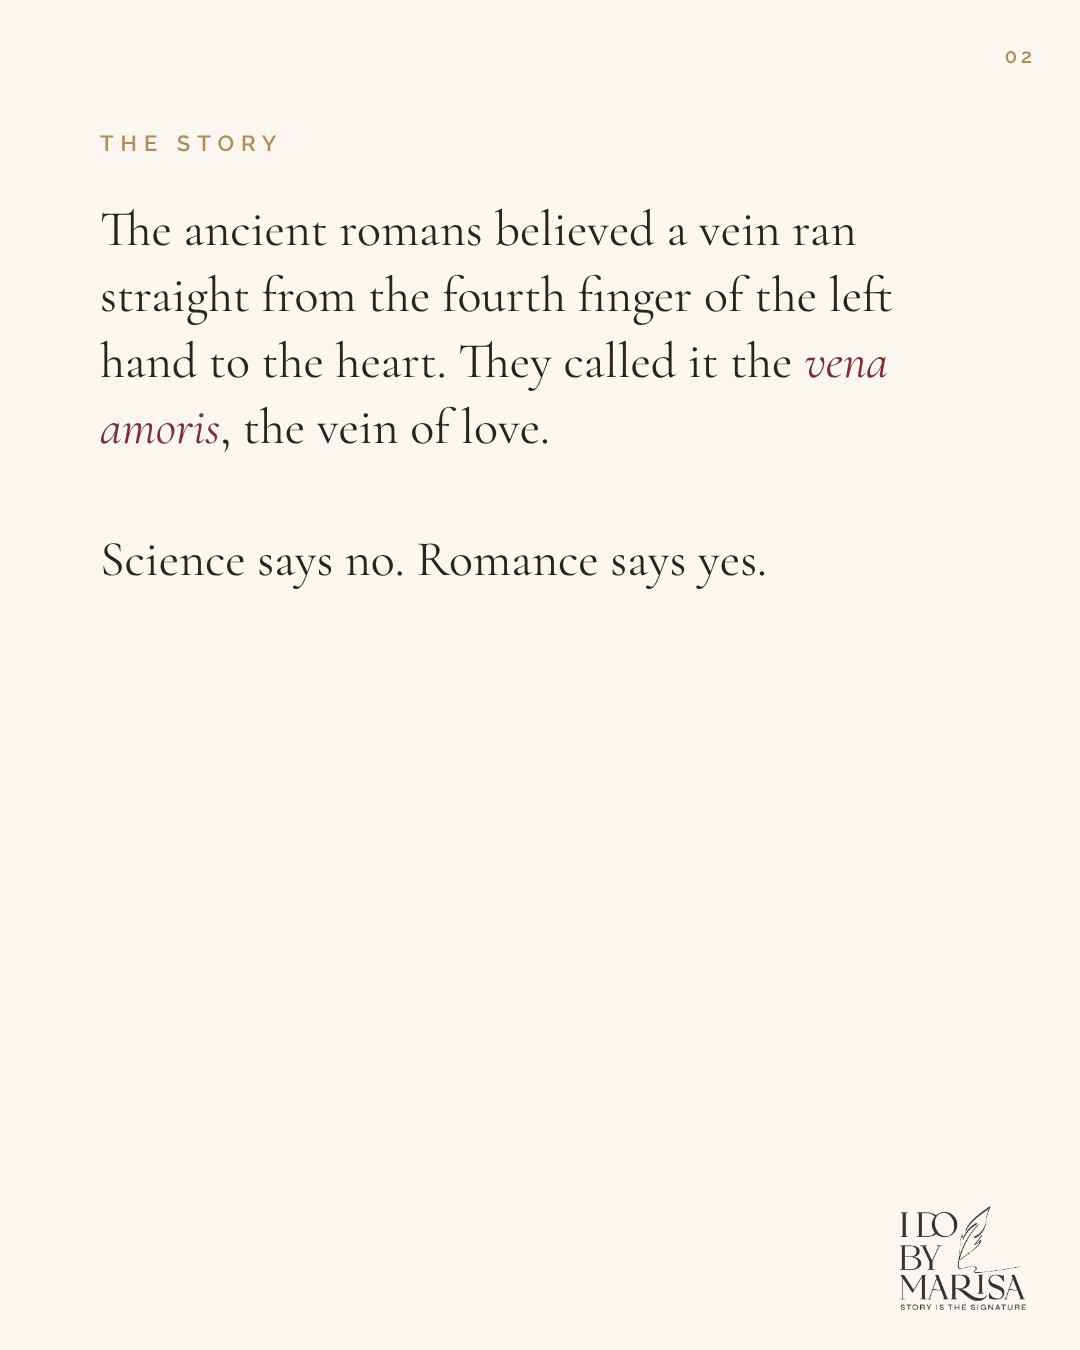 02
THE STORY
The ancient romans believed a vein ran
straight from the fourth finger of the left
hand to the heart. They called it the vena
amoris, the vein of love.
Science says no. Romance says yes.
I DO
BY
MARISA
STORY IS THE SIGNATURE